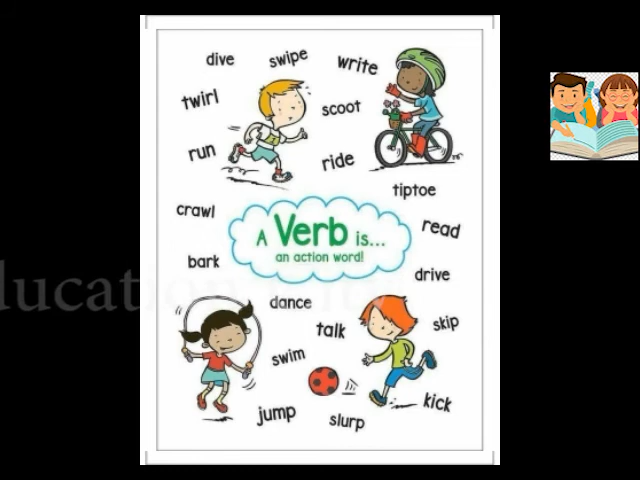 dive
swipe
write
twirl
scoot
run
ride
tiptoe
crawl
read
A Verb is...
an action word!
bark
drive
dance
talk
skip
swim
jump
slurp
kick